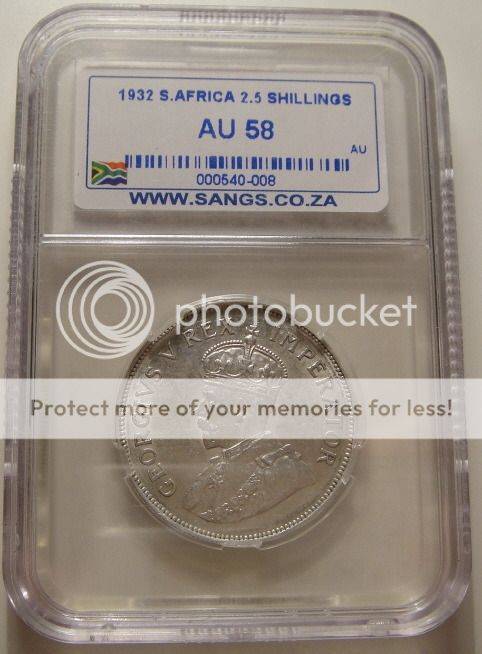 1932 S.AFRICA 2.5 SHILLINGS
AU 58
AU
000540-008
WWW.SANGS.CO.ZA
photobucket
Protect more of your memories for less!
GEORGIVS V REX IMPERATOR